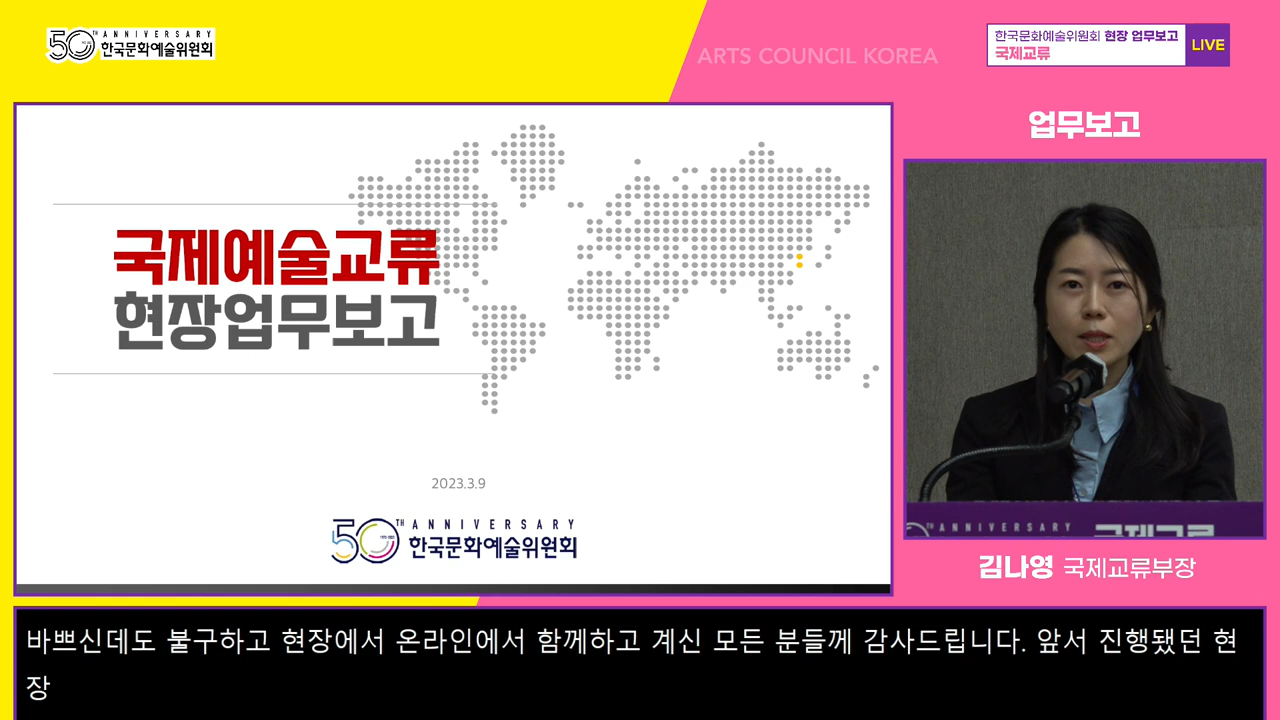 50TH ANNIVERSARY
한국문화예술위원회
ARTS COUNCIL KOREA
한국문화예술위원회 현장 업무보고
국제교류
LIVE
업무보고
국제예술교류
현장업무보고
2023.3.9
50TH ANNIVERSARY
한국문화예술위원회
TH ANNIVERSARY
국제교류
김나영 국제교류부장
바쁘신데도 불구하고 현장에서 온라인에서 함께하고 계신 모든 분들께 감사드립니다. 앞서 진행됐던 현
장